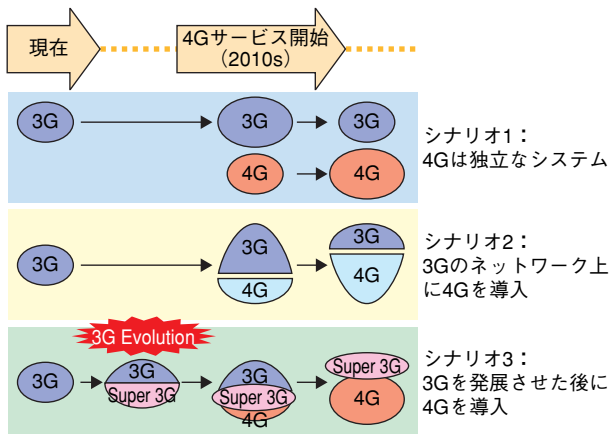 現在
4Gサービス開始
（2010s）
3G
3G
3G
4G
4G
シナリオ1：
4Gは独立なシステム
3G
3G
4G
3G
4G
シナリオ2：
3Gのネットワーク上
に4Gを導入
3G Evolution
3G
3G
Super 3G
3G
Super 3G
4G
Super 3G
4G
シナリオ3：
3Gを発展させた後に
4Gを導入